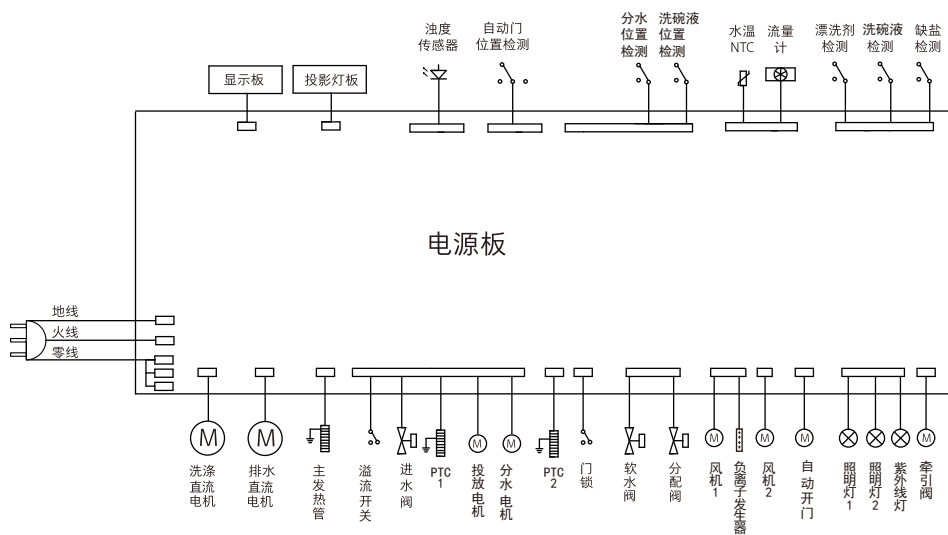 显示板
投影灯板
浊度
传感器
自动门
位置检测
分水
位置
检测
洗碗液
位置
检测
水温
NTC
流量
计
漂洗剂
检测
洗碗液
检测
缺盐
检测
电源板
地线
火线
零线
洗涤
直流
电机
排水
直流
电机
主发热管
溢流开关
进水阀
PTC
1
投放电机
分水电机
PTC
2
门锁
软水阀
分配阀
风机1
负离子发生器
风机2
自动开门
照明灯1
照明灯2
紫外线灯
牵引阀
M
M
M
M
M
M
M
M